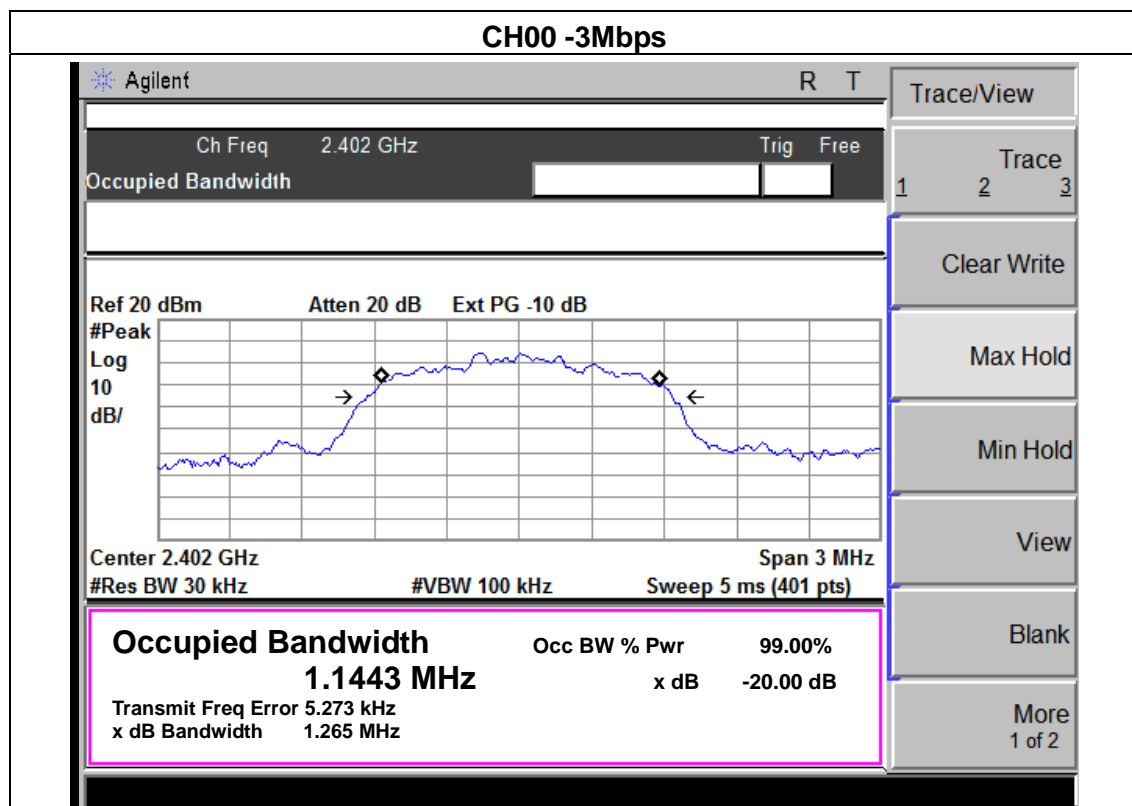 CH00 -3Mbps
Agilent R T
Trace/View
Ch Freq 2.402 GHz Trig Free
Occupied Bandwidth
Trace
1 2 3
Clear Write
Ref 20 dBm Atten 20 dB Ext PG -10 dB
#Peak
Log
10
dB/
Max Hold
Min Hold
View
Center 2.402 GHz Span 3 MHz
#Res BW 30 kHz #VBW 100 kHz Sweep 5 ms (401 pts)
Occupied Bandwidth Occ BW % Pwr 99.00%
1.1443 MHz x dB -20.00 dB
Transmit Freq Error 5.273 kHz
x dB Bandwidth 1.265 MHz
Blank
More
1 of 2